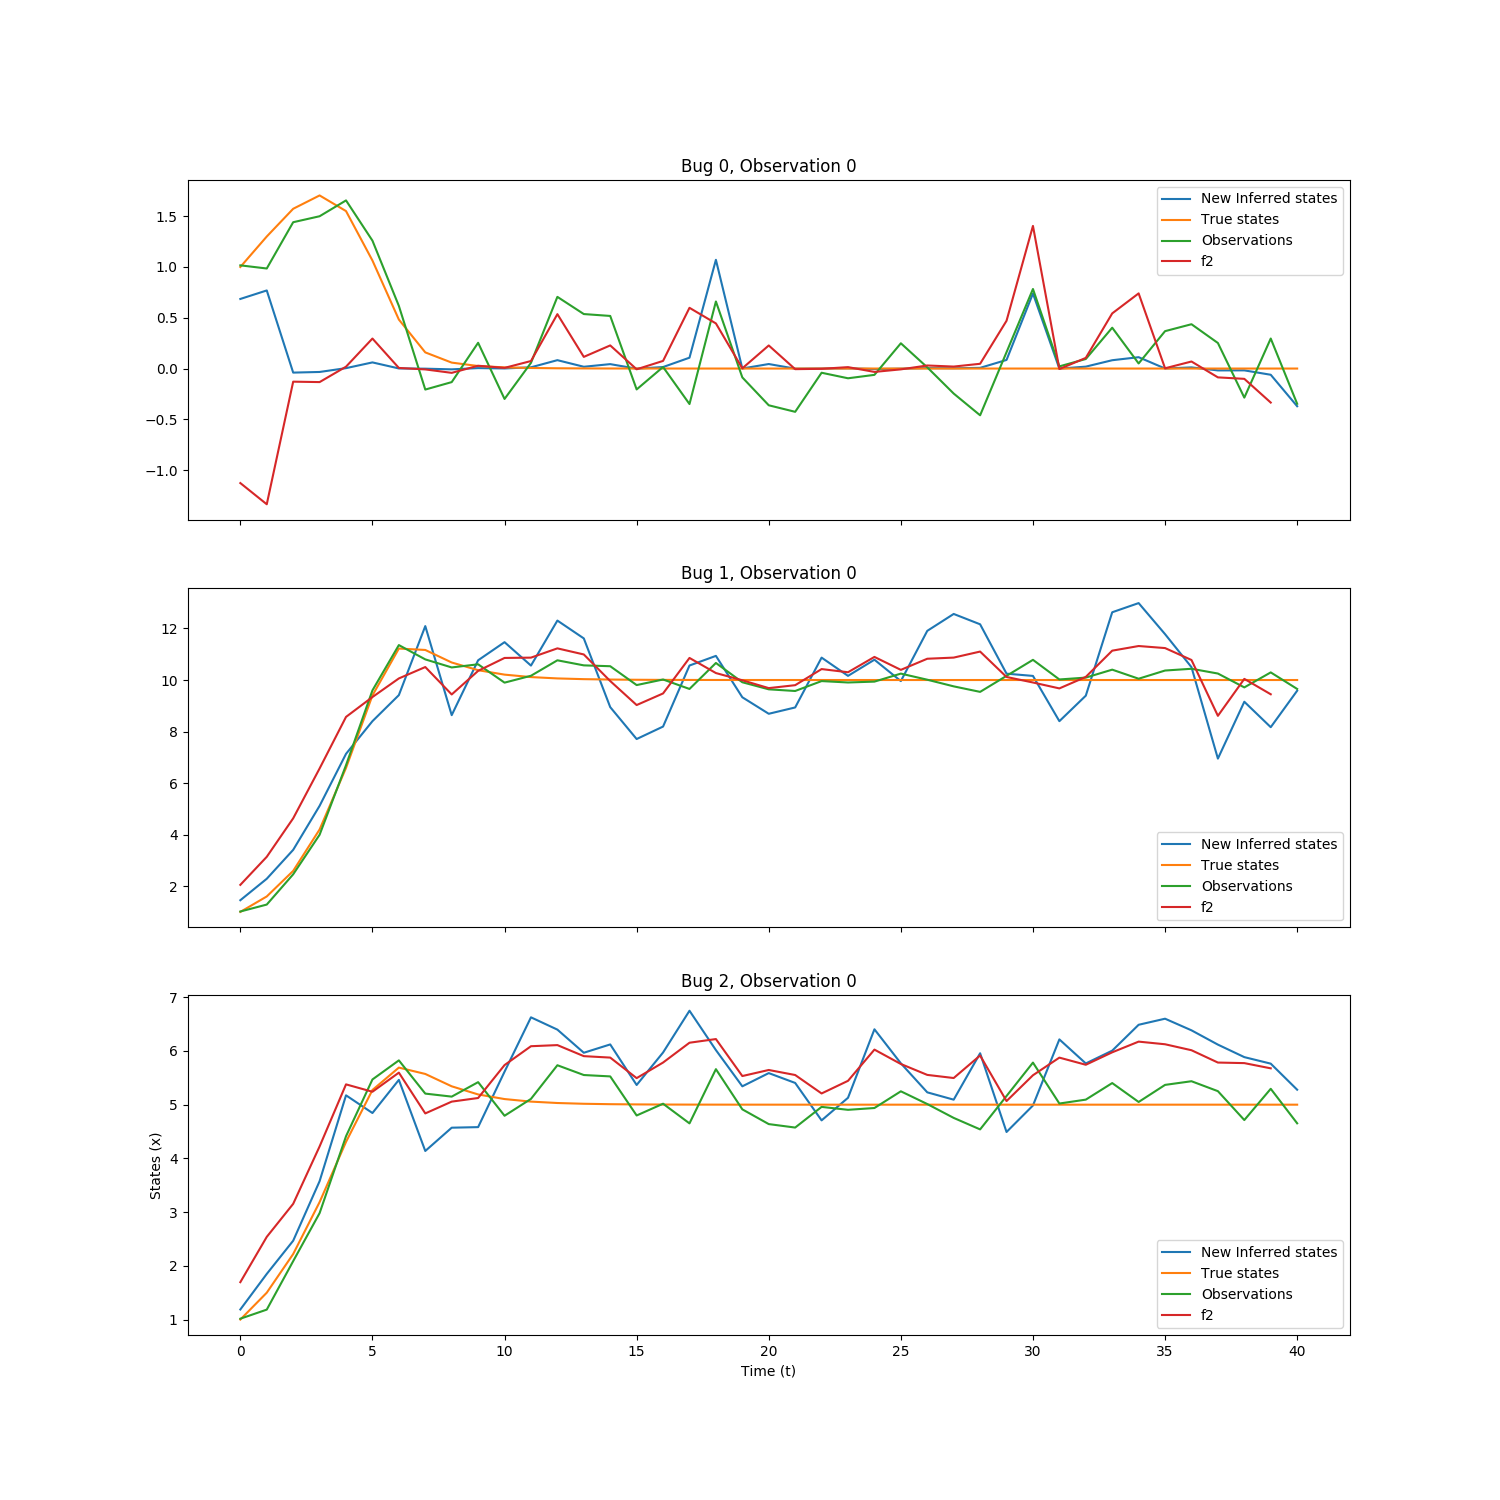 Bug 0, Observation 0
New Inferred states
True states
Observations
f2
1.5
1.0
0.5
0.0
−0.5
−1.0
Bug 1, Observation 0
12
10
8
6
4
2
New Inferred states
True states
Observations
f2
Bug 2, Observation 0
7
6
5
4
3
2
1
States (x)
New Inferred states
True states
Observations
f2
0 5 10 15 20 25 30 35 40
Time (t)